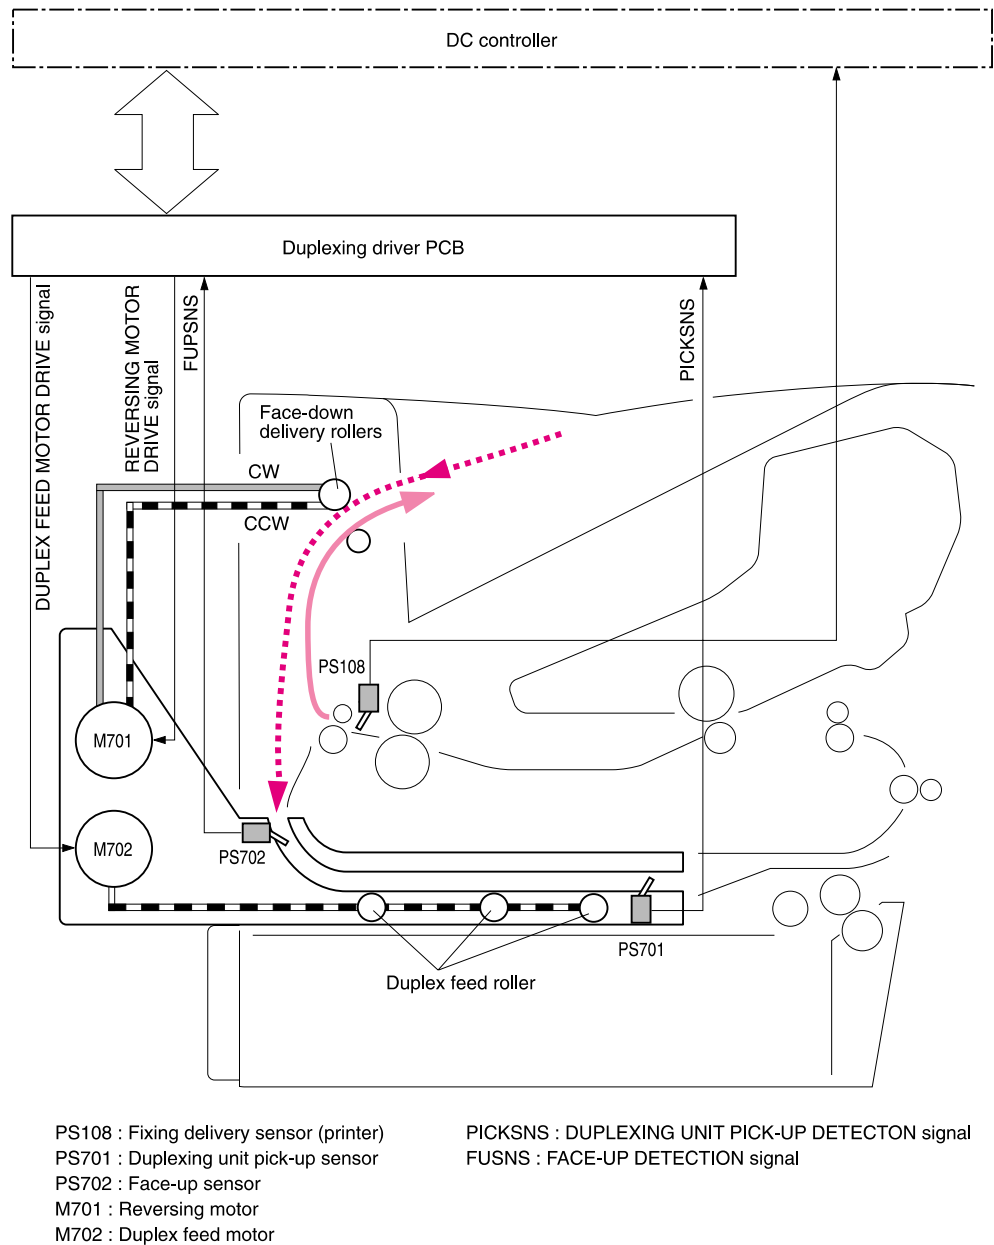 DC controller
Duplexing driver PCB
DUPLEX FEED MOTOR DRIVE signal
REVERSING MOTOR
DRIVE signal
FUPSNS
PICKSNS
Face-down
delivery rollers
CW
CCW
PS108
M701
M702
PS702
PS701
Duplex feed roller
PS108 : Fixing delivery sensor (printer)
PS701 : Duplexing unit pick-up sensor
PS702 : Face-up sensor
M701 : Reversing motor
M702 : Duplex feed motor
PICKSNS : DUPLEXING UNIT PICK-UP DETECTON signal
FUSNS : FACE-UP DETECTION signal